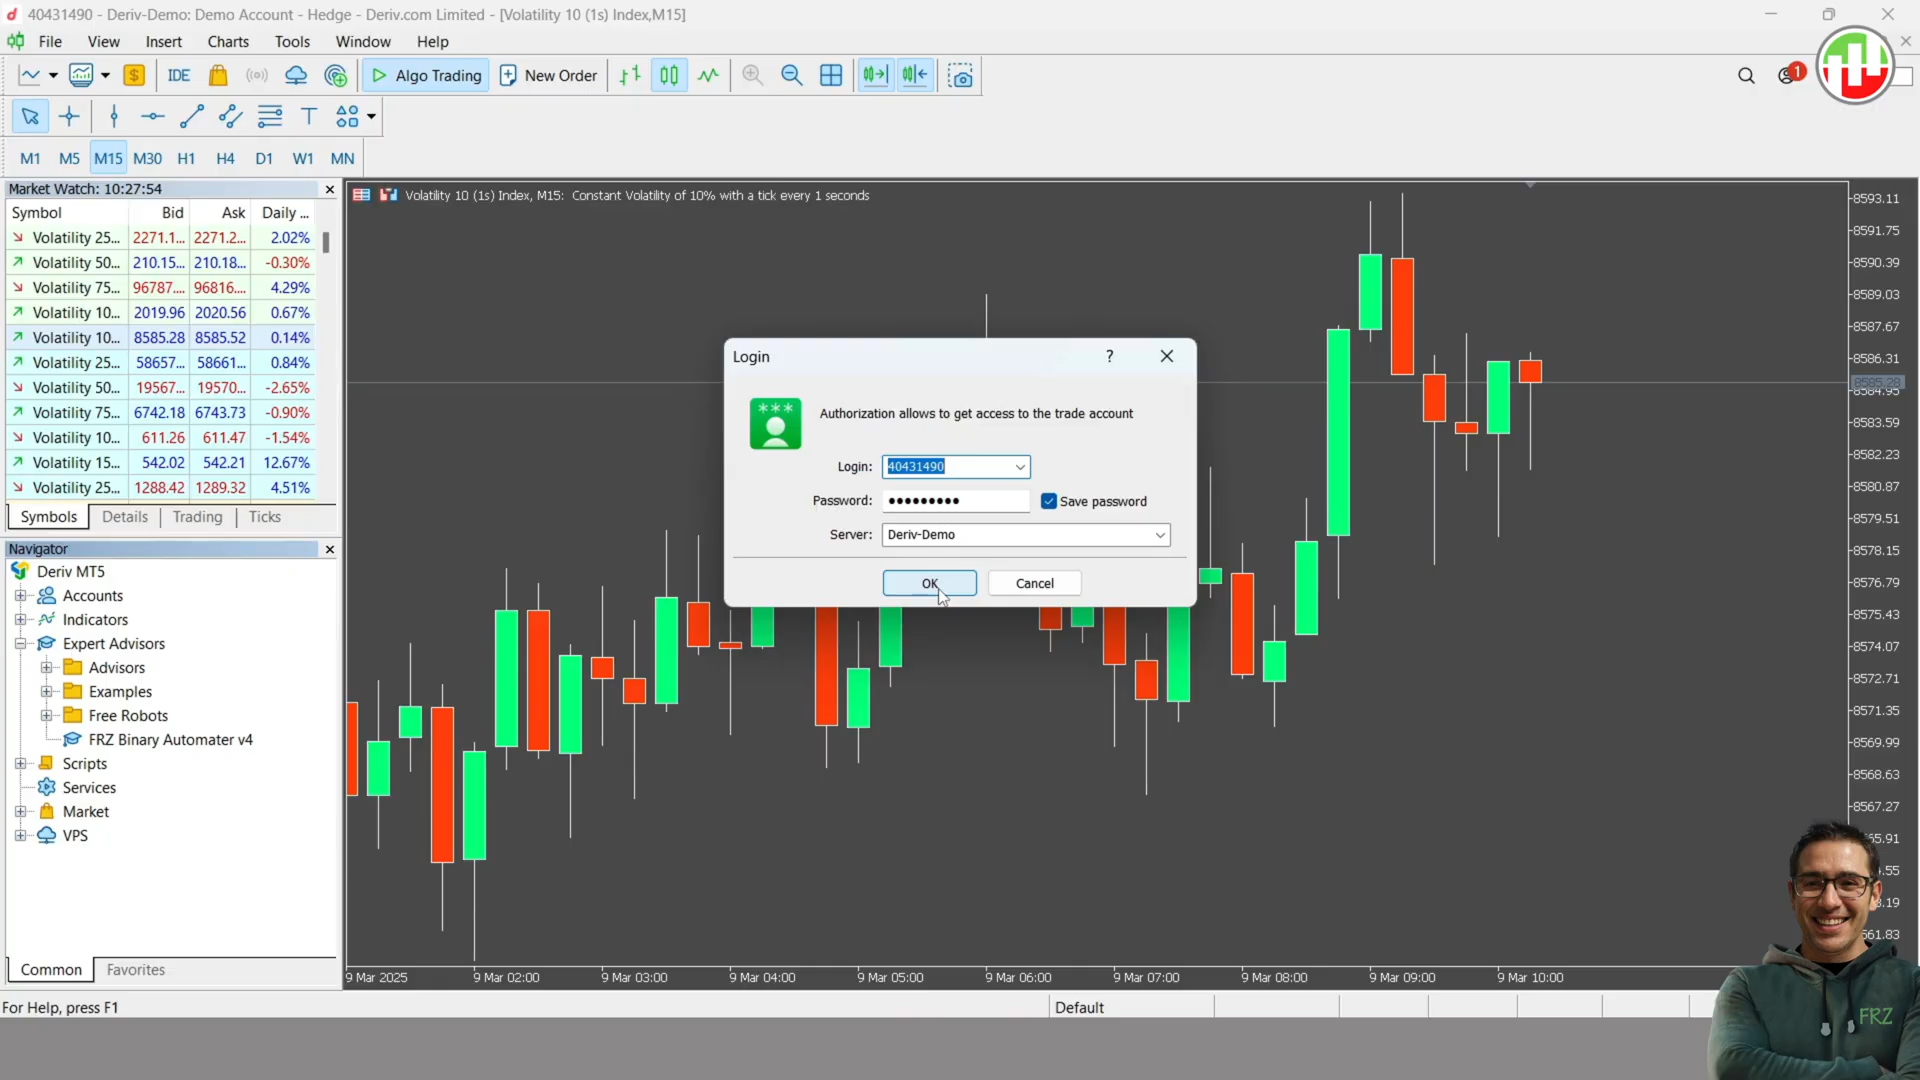 40431490 - Deriv-Demo: Demo Account - Hedge - Deriv.com Limited - [Volatility 10 (1s) Index,M15]
File View Insert Charts Tools Window Help
IDE Algo Trading New Order 1
M1 M5 M15 M30 H1 H4 D1 W1 MN
Market Watch: 10:27:54
Symbol Bid Ask Daily ...
Volatility 25... 2271.1... 2271.2... 2.02%
Volatility 50... 210.15... 210.18... -0.30%
Volatility 75... 96787.... 96816.... 4.29%
Volatility 10... 2019.96 2020.56 0.67%
Volatility 10... 8585.28 8585.52 0.14%
Volatility 25... 58657... 58661... 0.84%
Volatility 50... 19567... 19570... -2.65%
Volatility 75... 6742.18 6743.73 -0.90%
Volatility 10... 611.26 611.47 -1.54%
Volatility 15... 542.02 542.21 12.67%
Volatility 25... 1288.42 1289.32 4.51%
Symbols Details Trading Ticks
Navigator
Deriv MT5
Accounts
Indicators
Expert Advisors
Advisors
Examples
Free Robots
FRZ Binary Automater v4
Scripts
Services
Market
VPS
Common Favorites
Volatility 10 (1s) Index, M15: Constant Volatility of 10% with a tick every 1 seconds
Login ?
Authorization allows to get access to the trade account
Login: 40431490
Password: ●●●●●●●●● Save password
Server: Deriv-Demo
OK Cancel
8593.11
8591.75
8590.39
8589.03
8587.67
8586.31
8585.28
8584.95
8583.59
8582.23
8580.87
8579.51
8578.15
8576.79
8575.43
8574.07
8572.71
8571.35
8569.99
8568.63
8567.27
65.91
.55
3.19
561.83
9 Mar 2025 9 Mar 02:00 9 Mar 03:00 9 Mar 04:00 9 Mar 05:00 9 Mar 06:00 9 Mar 07:00 9 Mar 08:00 9 Mar 09:00 9 Mar 10:00
For Help, press F1 Default
FRZ